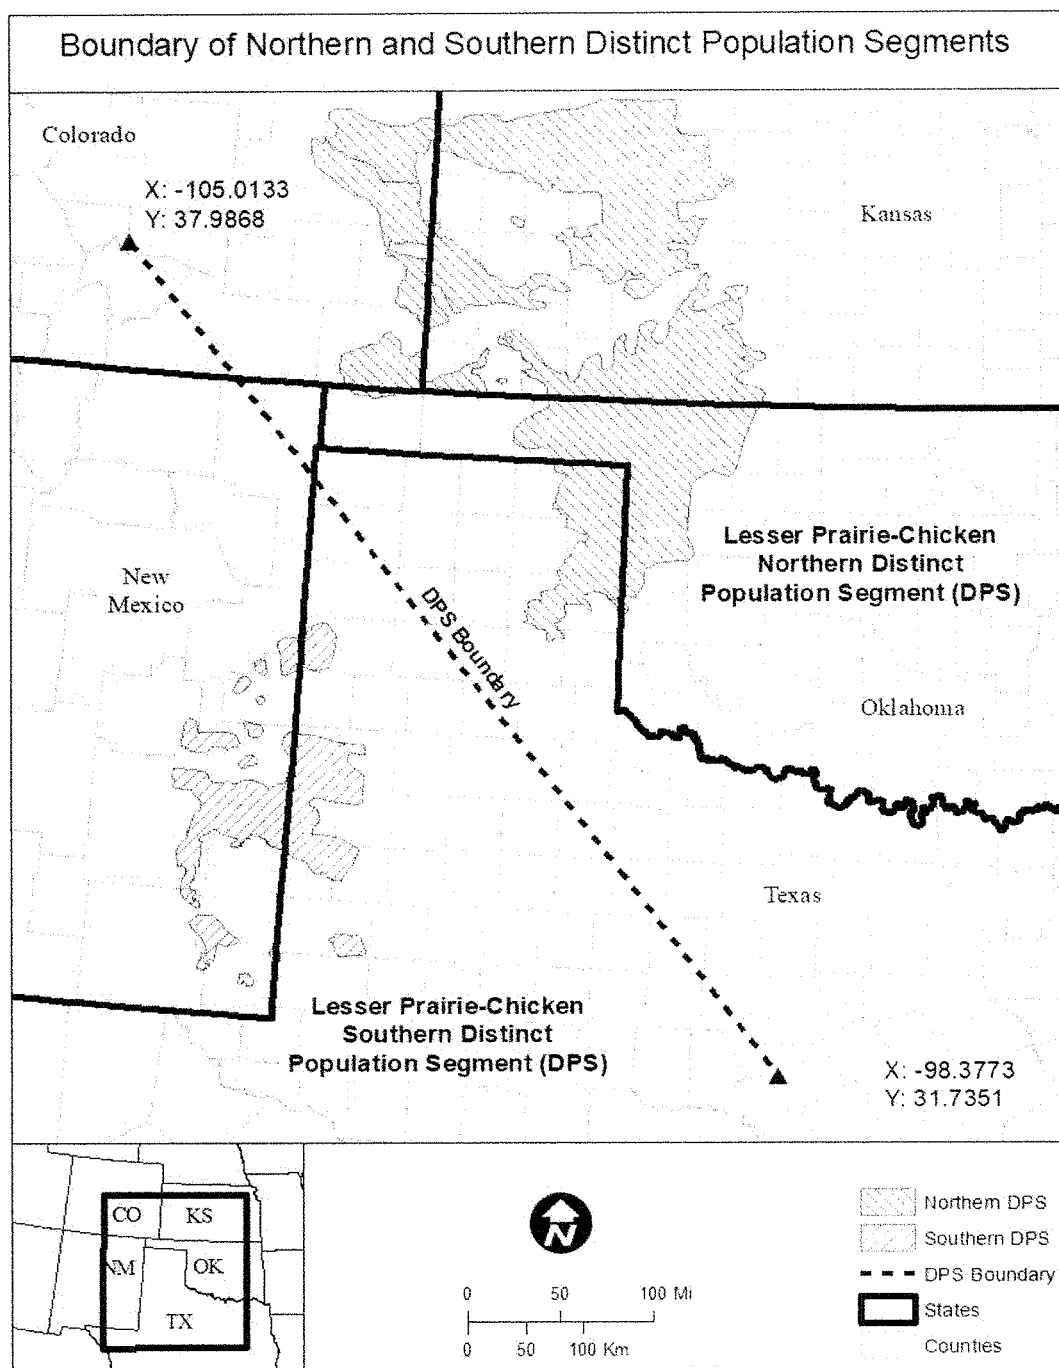 Boundary of Northern and Southern Distinct Population Segments
Colorado
X: -105.0133
Y: 37.9868
Kansas
Lesser Prairie-Chicken
Northern Distinct
Population Segment (DPS)
New
Mexico
DPS Boundary
Oklahoma
Texas
Lesser Prairie-Chicken
Southern Distinct
Population Segment (DPS)
X: -98.3773
Y: 31.7351
CO
KS
NM
OK
TX
N
0 50 100 Mi
0 50 100 Km
Northern DPS
Southern DPS
DPS Boundary
States
Counties